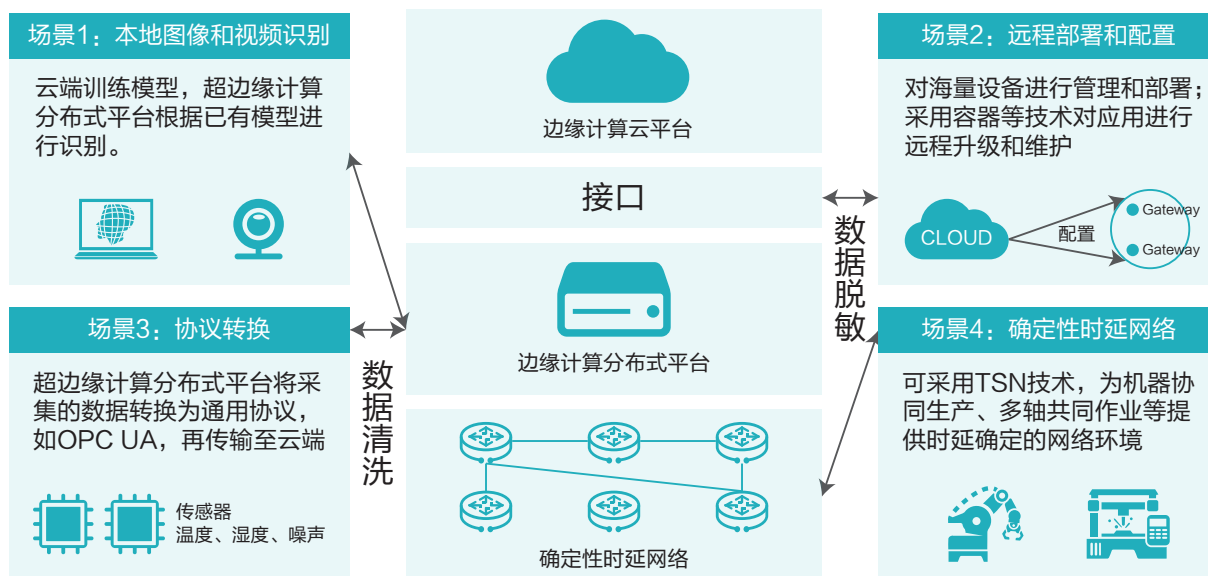 场景1：本地图像和视频识别
云端训练模型，超边缘计算
分布式平台根据已有模型进
行识别。
边缘计算云平台
接口
边缘计算分布式平台
确定性时延网络
场景2：远程部署和配置
对海量设备进行管理和部署；
采用容器等技术对应用进行
远程升级和维护
CLOUD
配置
Gateway
Gateway
数据脱敏
场景3：协议转换
超边缘计算分布式平台将采
集的数据转换为通用协议，
如OPC UA，再传输至云端
传感器
温度、湿度、噪声
数据清洗
场景4：确定性时延网络
可采用TSN技术，为机器协
同生产、多轴共同作业等提
供时延确定的网络环境